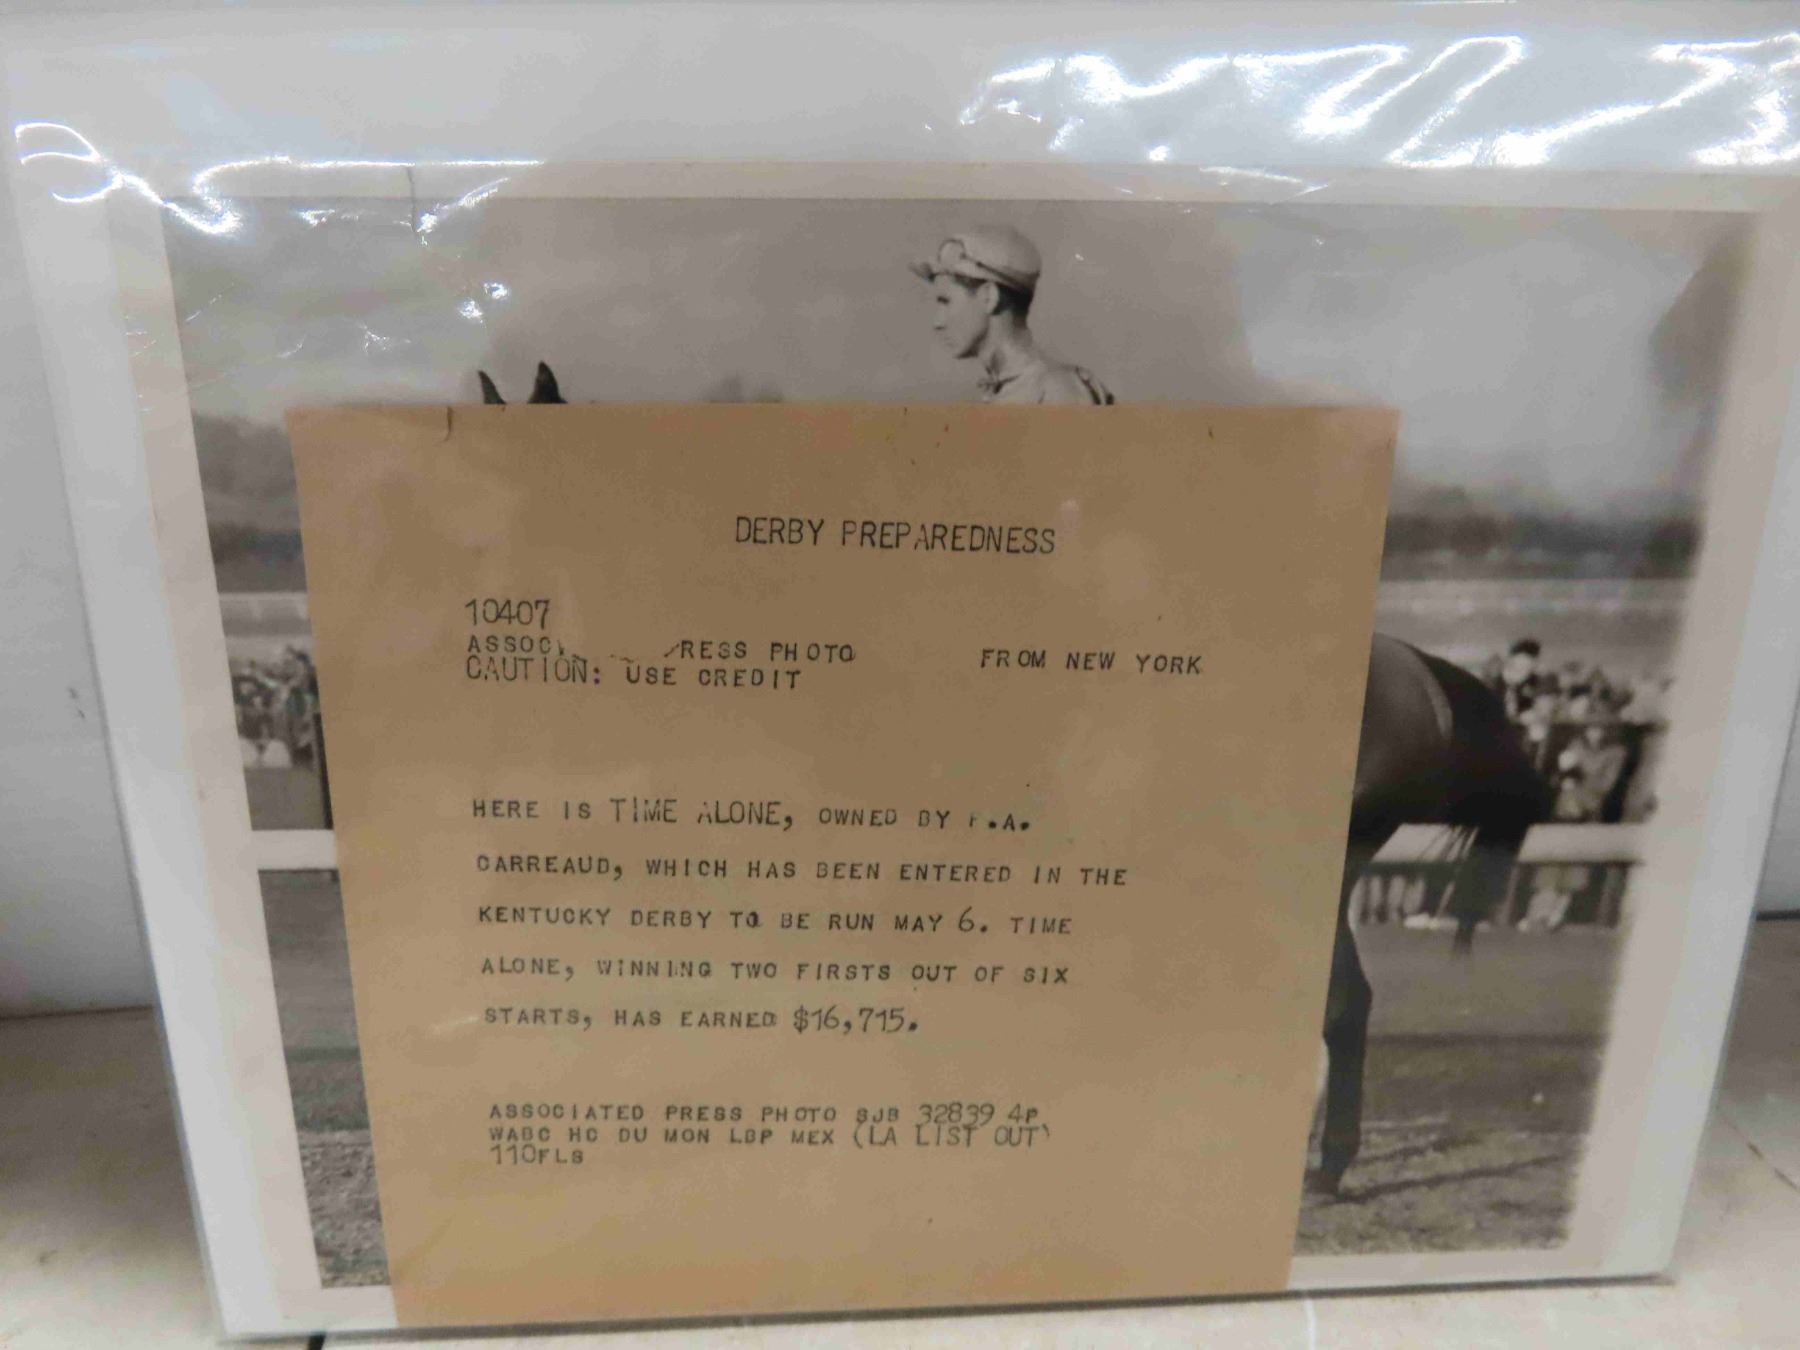 DERBY PREPAREDNESS
10407
ASSOC RESS PHOTO FROM NEW YORK
CAUTION: USE CREDIT
HERE IS TIME ALONE, OWNED BY F.A.
CARREAUD, WHICH HAS BEEN ENTERED IN THE
KENTUCKY DERBY TO BE RUN MAY 6. TIME
ALONE, WINNING TWO FIRSTS OUT OF SIX
STARTS, HAS EARNED $16,715.
ASSOCIATED PRESS PHOTO SJB 32839 4P
WABC HC DU MON LBP MEX (LA LIST OUT)
110FLS